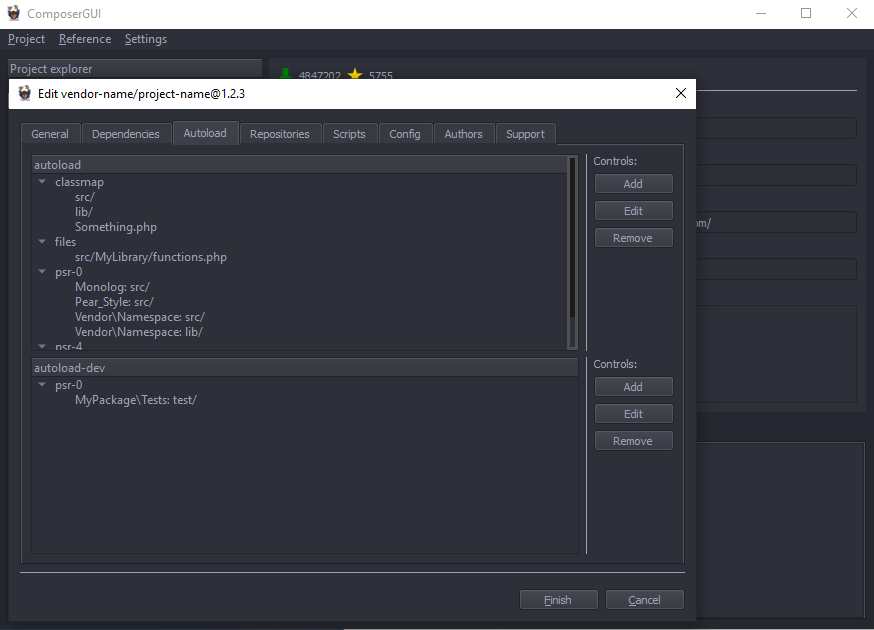 ComposerGUI
Project Reference Settings
Project explorer
4847202 5755
Edit vendor-name/project-name@1.2.3
General Dependencies Autoload Repositories Scripts Config Authors Support
autoload
classmap
src/
lib/
Something.php
files
src/MyLibrary/functions.php
psr-0
Monolog: src/
Pear_Style: src/
Vendor\Namespace: src/
Vendor\Namespace: lib/
psr-4
Controls:
Add
Edit
Remove
om/
autoload-dev
psr-0
MyPackage\Tests: test/
Controls:
Add
Edit
Remove
Finish Cancel